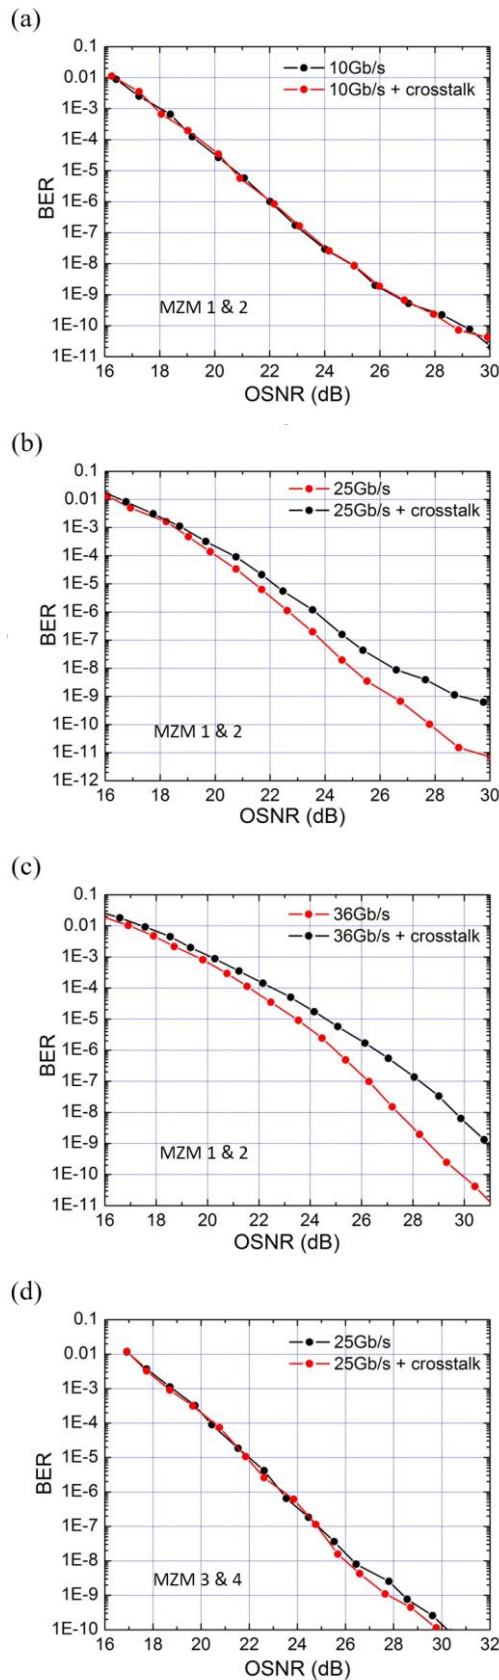 (a)
0.1
0.01
1E-3
1E-4
1E-5
1E-6
1E-7
1E-8
1E-9
1E-10
1E-11
BER
10Gb/s
10Gb/s + crosstalk
MZM 1 & 2
16 18 20 22 24 26 28 30
OSNR (dB)
(b)
0.1
0.01
1E-3
1E-4
1E-5
1E-6
1E-7
1E-8
1E-9
1E-10
1E-11
1E-12
BER
25Gb/s
25Gb/s + crosstalk
MZM 1 & 2
16 18 20 22 24 26 28 30
OSNR (dB)
(c)
0.1
0.01
1E-3
1E-4
1E-5
1E-6
1E-7
1E-8
1E-9
1E-10
1E-11
BER
36Gb/s
36Gb/s + crosstalk
MZM 1 & 2
16 18 20 22 24 26 28 30
OSNR (dB)
(d)
0.1
0.01
1E-3
1E-4
1E-5
1E-6
1E-7
1E-8
1E-9
1E-10
BER
25Gb/s
25Gb/s + crosstalk
MZM 3 & 4
16 18 20 22 24 26 28 30 32
OSNR (dB)